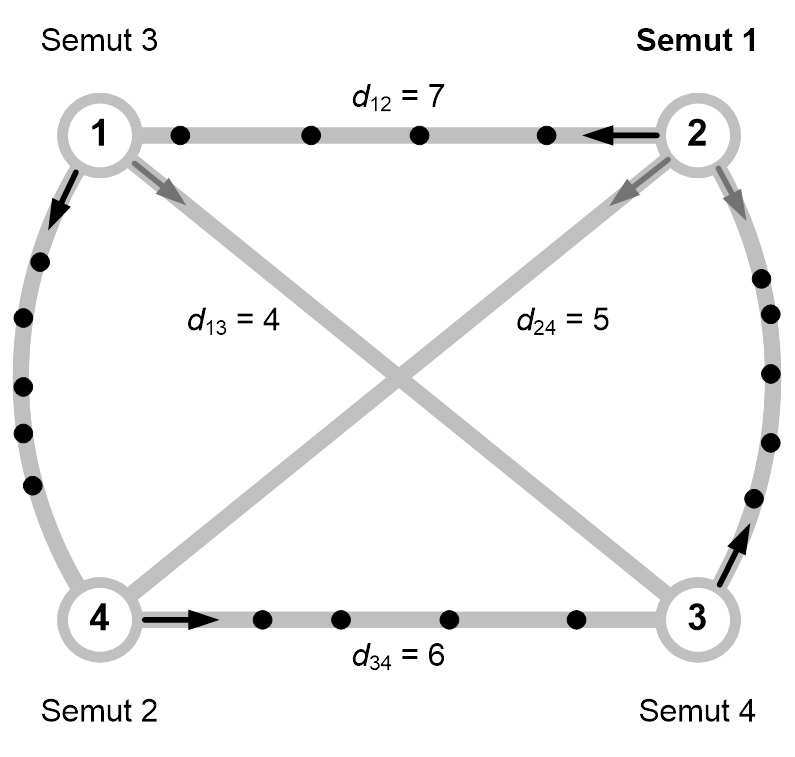 Semut 3
Semut 1
d12 = 7
1
2
d13 = 4
d24 = 5
4
3
d34 = 6
Semut 2
Semut 4